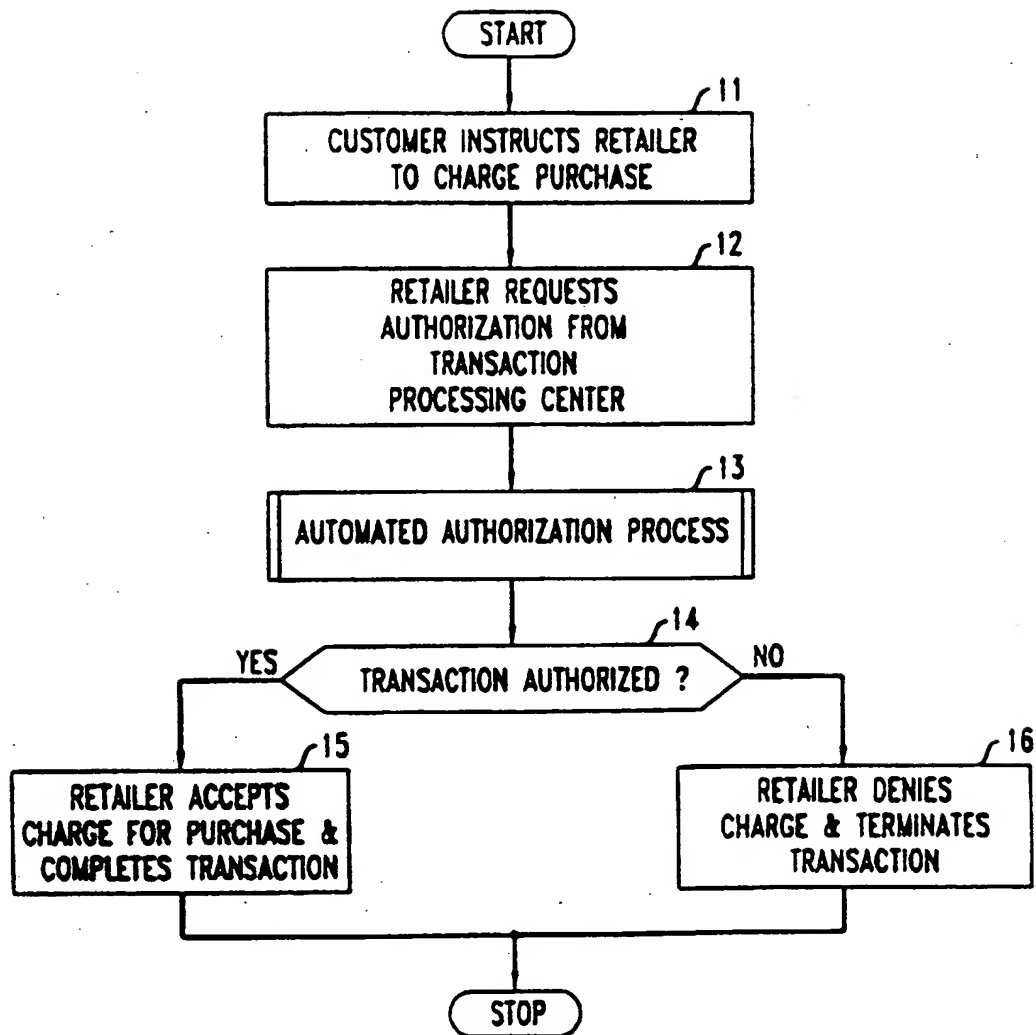 START
11
CUSTOMER INSTRUCTS RETAILER
TO CHARGE PURCHASE
12
RETAILER REQUESTS
AUTHORIZATION FROM
TRANSACTION
PROCESSING CENTER
13
AUTOMATED AUTHORIZATION PROCESS
14
YES
TRANSACTION AUTHORIZED ?
NO
15
RETAILER ACCEPTS
CHARGE FOR PURCHASE &
COMPLETES TRANSACTION
16
RETAILER DENIES
CHARGE & TERMINATES
TRANSACTION
STOP